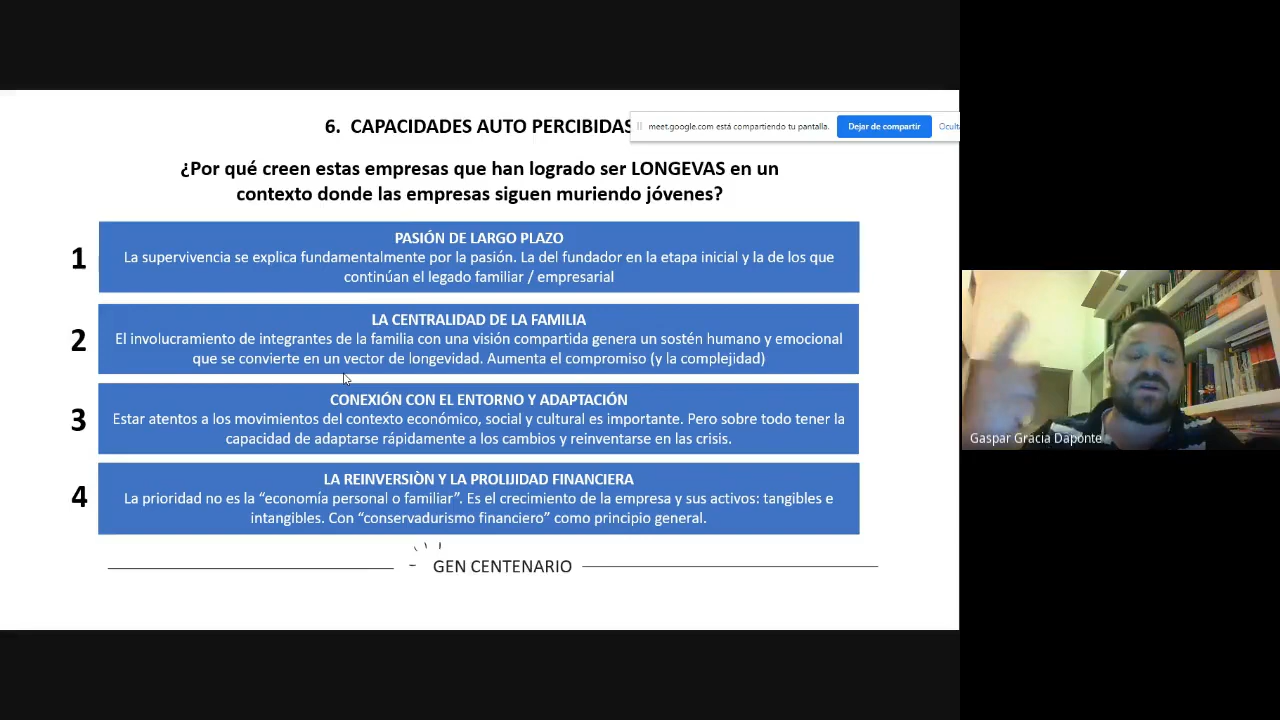 6. CAPACIDADES AUTO PERCIBIDAS
meet.google.com está compartiendo tu pantalla.
Dejar de compartir
¿Por qué creen estas empresas que han logrado ser LONGEVAS en un
contexto donde las empresas siguen muriendo jóvenes?
1
PASIÓN DE LARGO PLAZO
La supervivencia se explica fundamentalmente por la pasión. La del fundador en la etapa inicial y la de los que
continúan el legado familiar / empresarial
2
LA CENTRALIDAD DE LA FAMILIA
El involucramiento de integrantes de la familia con una visión compartida genera un sostén humano y emocional
que se convierte en un vector de longevidad. Aumenta el compromiso (y la complejidad)
3
CONEXIÓN CON EL ENTORNO Y ADAPTACIÓN
Estar atentos a los movimientos del contexto económico, social y cultural es importante. Pero sobre todo tener la
capacidad de adaptarse rápidamente a los cambios y reinventarse en las crisis.
4
LA REINVERSIÒN Y LA PROLIJIDAD FINANCIERA
La prioridad no es la “economía personal o familiar”. Es el crecimiento de la empresa y sus activos: tangibles e
intangibles. Con “conservadurismo financiero” como principio general.
GEN CENTENARIO
Gaspar Gracia Daponte